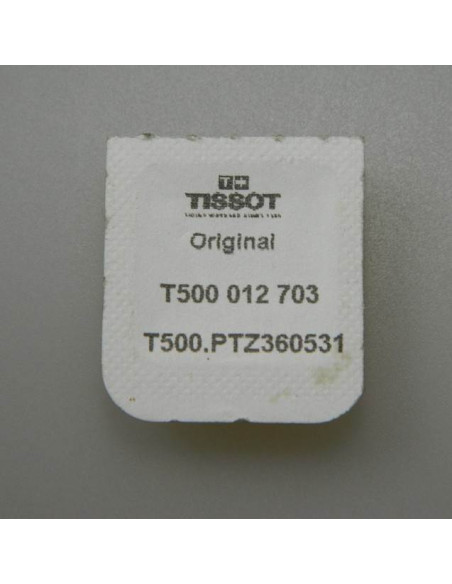 T+
TISSOT
Original
T500 012 703
T500.PTZ360531